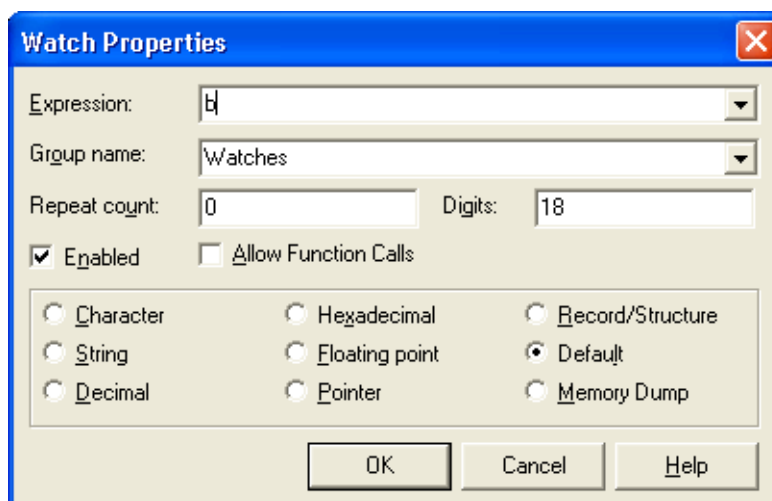 Watch Properties
Expression: b
Group name: Watches
Repeat count: 0 Digits: 18
Enabled Allow Function Calls
Character Hexadecimal Record/Structure
String Floating point Default
Decimal Pointer Memory Dump
OK Cancel Help